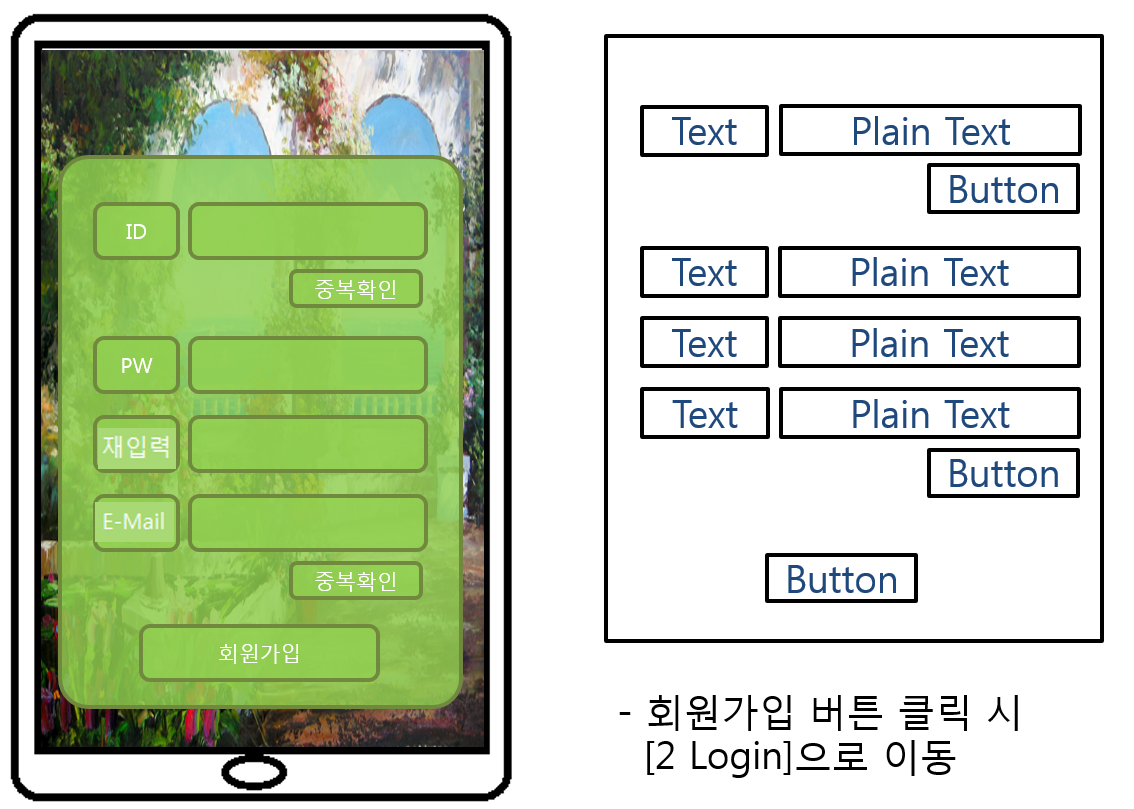 ID
중복확인
PW
재입력
E-Mail
중복확인
회원가입
Text Plain Text
Button
Text Plain Text
Text Plain Text
Text Plain Text
Button
Button
- 회원가입 버튼 클릭 시
[2 Login]으로 이동